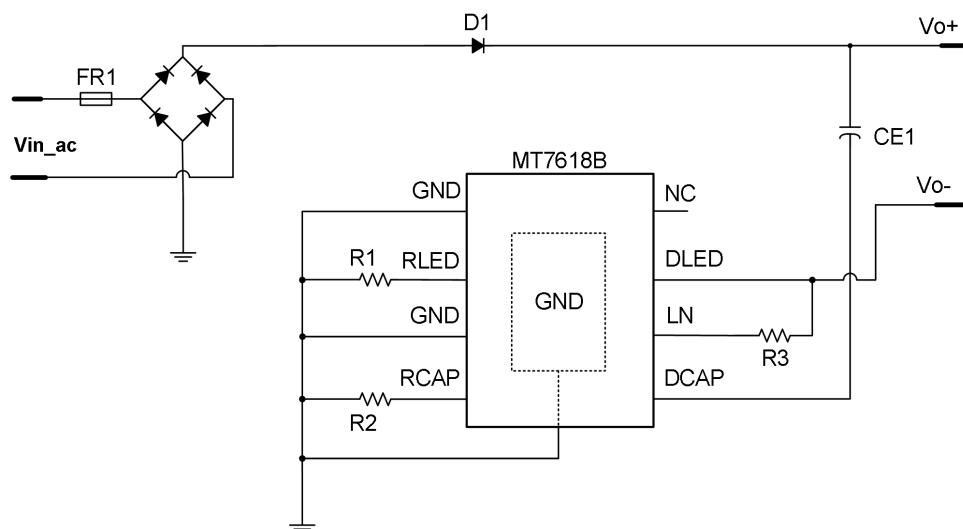 D1
Vo+
FR1
Vin_ac
CE1
MT7618B
GND
NC
Vo-
R1
RLED
DLED
GND
GND
LN
R3
RCAP
DCAP
R2